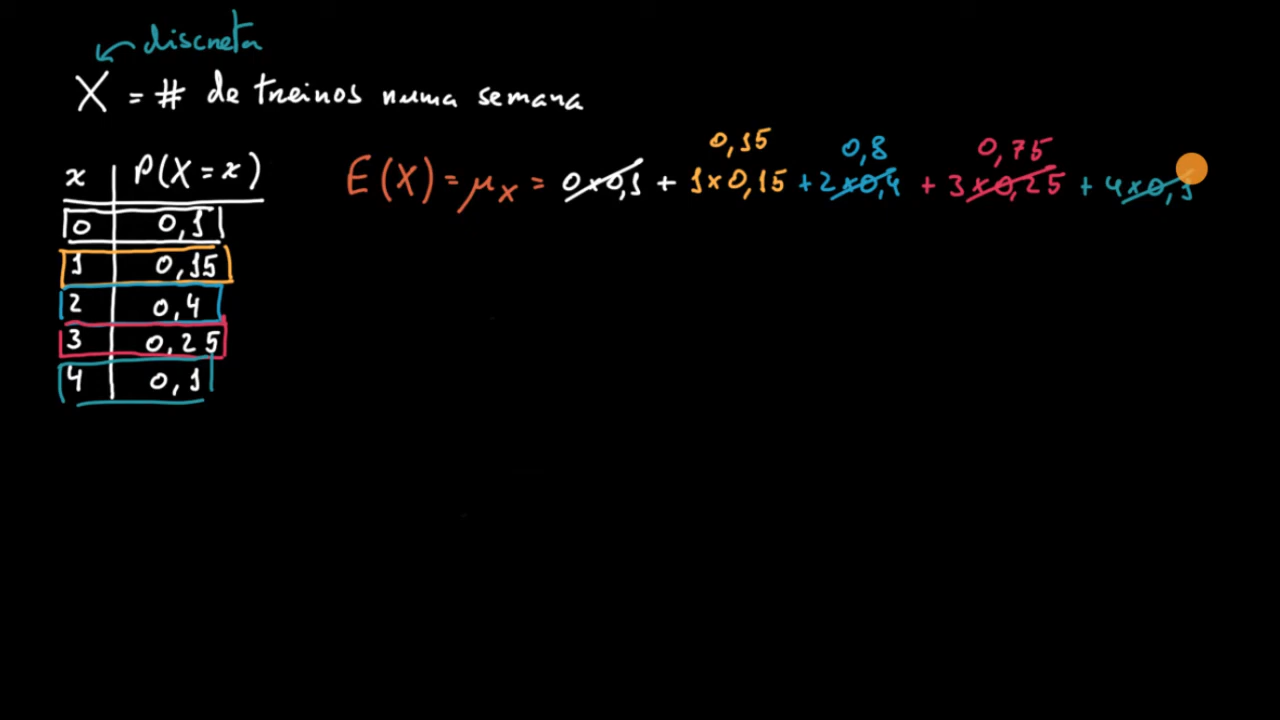 discreta
X = # de treinos numa semana
x P(X = x)
0 0,1
1 0,15
2 0,4
3 0,25
4 0,1
0,15 0,8 0,75
E(X) = μX = 0×0,1 + 1×0,15 + 2×0,4 + 3×0,25 + 4×0,1